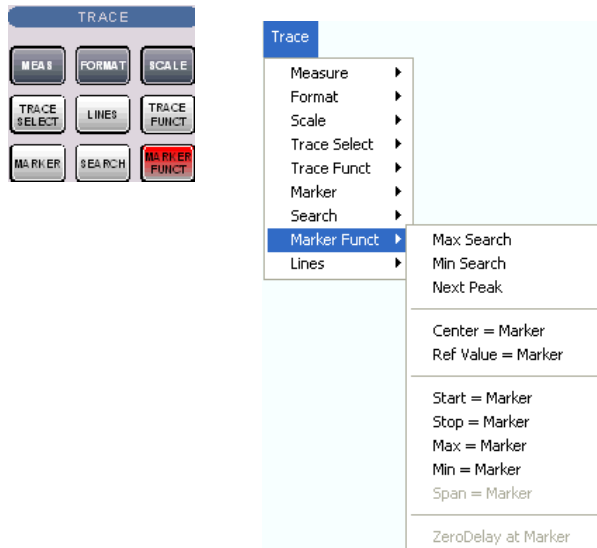 TRACE
MEAS
FORMAT
SCALE
TRACE
SELECT
LINES
TRACE
FUNCT
MARKER
SEARCH
MARKER
FUNCT
Trace
Measure
Format
Scale
Trace Select
Trace Funct
Marker
Search
Marker Funct
Lines
Max Search
Min Search
Next Peak
Center = Marker
Ref Value = Marker
Start = Marker
Stop = Marker
Max = Marker
Min = Marker
Span = Marker
ZeroDelay at Marker